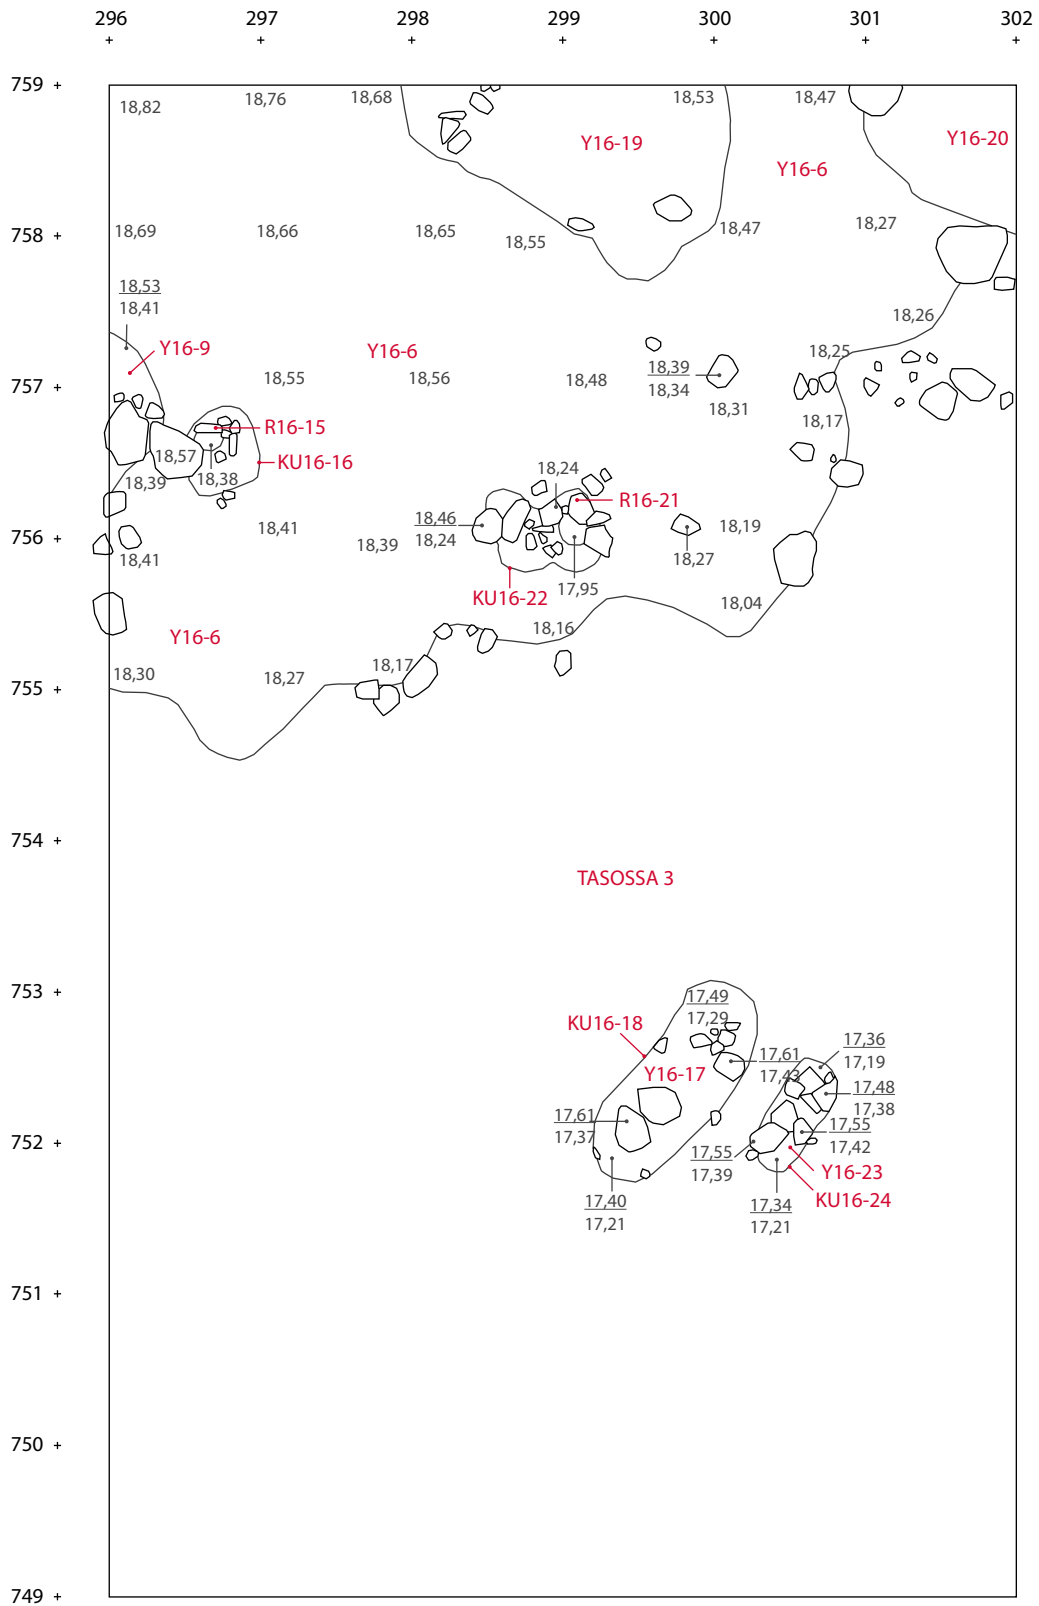 296 297 298 299 300 301 302
759
18,82 18,76 18,68 18,53 18,47
Y16-19 Y16-6 Y16-20
758
18,69 18,66 18,65 18,55 18,47 18,27
18,53
18,41
18,26
Y16-9 Y16-6 18,25
757
18,55 18,56 18,48 18,39
18,34
18,31
18,17
R16-15
KU16-16
18,57
18,38
18,39
18,24
R16-21
756
18,41 18,39 18,46
18,24
18,19
18,27
18,41
17,95
KU16-22
18,04
Y16-6
18,16
755
18,30 18,27 18,17
754
TASOSSA 3
753
17,49
17,29
KU16-18
Y16-17
17,61
17,43
17,36
17,19
17,48
17,38
752
17,61
17,37
17,55
17,39
17,55
17,42
Y16-23
KU16-24
17,40
17,21
17,34
17,21
751
750
749